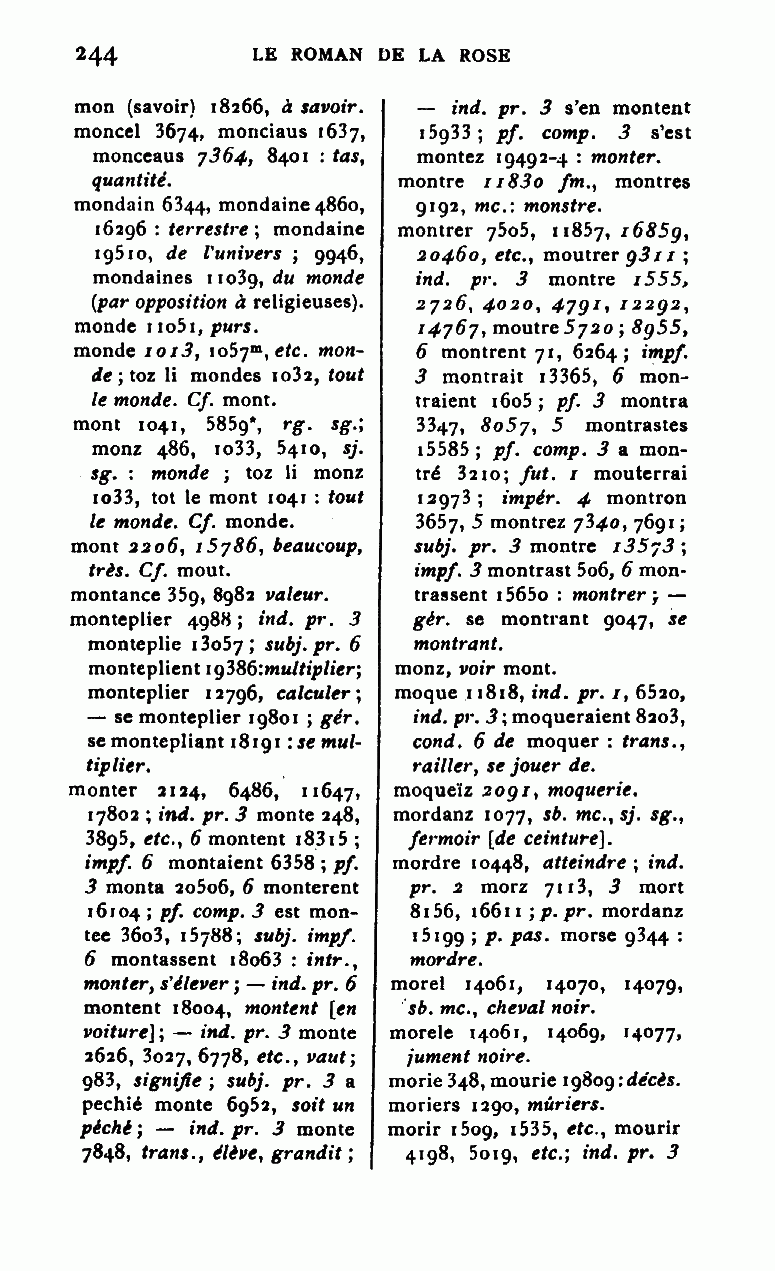 244 LE ROMAN DE LA ROSE
mon (savoir) 18266, à savoir.
moncel 3674, monciaus 1637,
monceaus 7364, 8401 : tas,
quantité.
mondain 6344, mondaine 4860,
16296 : terrestre ; mondaine
19510, de l'univers ; 9946,
mondaines 11039, du monde
(par opposition à religieuses).
monde 11051, purs.
monde 1013, 1057m, etc. mon-
de ; toz li mondes 1032, tout
le monde. Cf. mont.
mont 1041, 5859*, rg. sg.;
monz 486, 1033, 5410, sj.
sg. : monde ; toz li monz
1033, tot le mont 1041 : tout
le monde. Cf. monde.
mont 2206, 15786, beaucoup,
très. Cf. mout.
montance 359, 8982 valeur.
monteplier 4988 ; ind. pr. 3
monteplie 13057 ; subj. pr. 6
monteplient 19386:multiplier;
monteplier 12796, calculer ;
— se monteplier 19801 ; gér.
se montepliant 18191 : se mul-
tiplier.
monter 2124, 6486, 11647,
17802 ; ind. pr. 3 monte 248,
3895, etc., 6 montent 18315 ;
impf. 6 montaient 6358 ; pf.
3 monta 20506, 6 monterent
16104 ; pf. comp. 3 est mon-
tee 3603, 15788; subj. impf.
6 montassent 18063 : intr.,
monter, s'élever ; — ind. pr. 6
montent 18004, montent [en
voiture] ; — ind. pr. 3 monte
2626, 3027, 6778, etc., vaut ;
983, signifie ; subj. pr. 3 a
pechié monte 6952, soit un
péché ; — ind. pr. 3 monte
7848, trans., élève, grandit ;
— ind. pr. 3 s'en montent
15933 ; pf. comp. 3 s'est
montez 19492-4 : monter.
montre 11830 fm., montres
9192, mc.: monstre.
montrer 7505, 11857, 16859,
20460, etc., moutrer 9311 ;
ind. pr. 3 montre 1555,
2726, 4020, 4791, 12292,
14767, moutre 5720 ; 8955,
6 montrent 71, 6264 ; impf.
3 montrait 13365, 6 mon-
traient 1605 ; pf. 3 montra
3347, 8057, 5 montrastes
15585 ; pf. comp. 3 a mon-
tré 3210; fut. 1 mouterrai
12973 ; impér. 4 montron
3657, 5 montrez 7340, 7691 ;
subj. pr. 3 montre 13573 ;
impf. 3 montrast 506, 6 mon-
trassent 15650 : montrer ; —
gér. se montrant 9047, se
montrant.
monz, voir mont.
moque 11818, ind. pr. 1, 6520,
ind. pr. 3 ; moqueraient 8203,
cond. 6 de moquer : trans.,
railler, se jouer de.
moqueïz 2091, moquerie.
mordanz 1077, sb. mc., sj. sg.,
fermoir [de ceinture].
mordre 10448, atteindre ; ind.
pr. 2 morz 7113, 3 mort
8156, 16611 ; p. pr. mordanz
15199 ; p. pas. morse 9344 :
mordre.
morel 14061, 14070, 14079,
sb. mc., cheval noir.
morele 14061, 14069, 14077,
jument noire.
morie 348, mourie 19809 : décès.
moriers 1290, mûriers.
morir 1509, 1535, etc., mourir
4198, 5019, etc.; ind. pr. 3